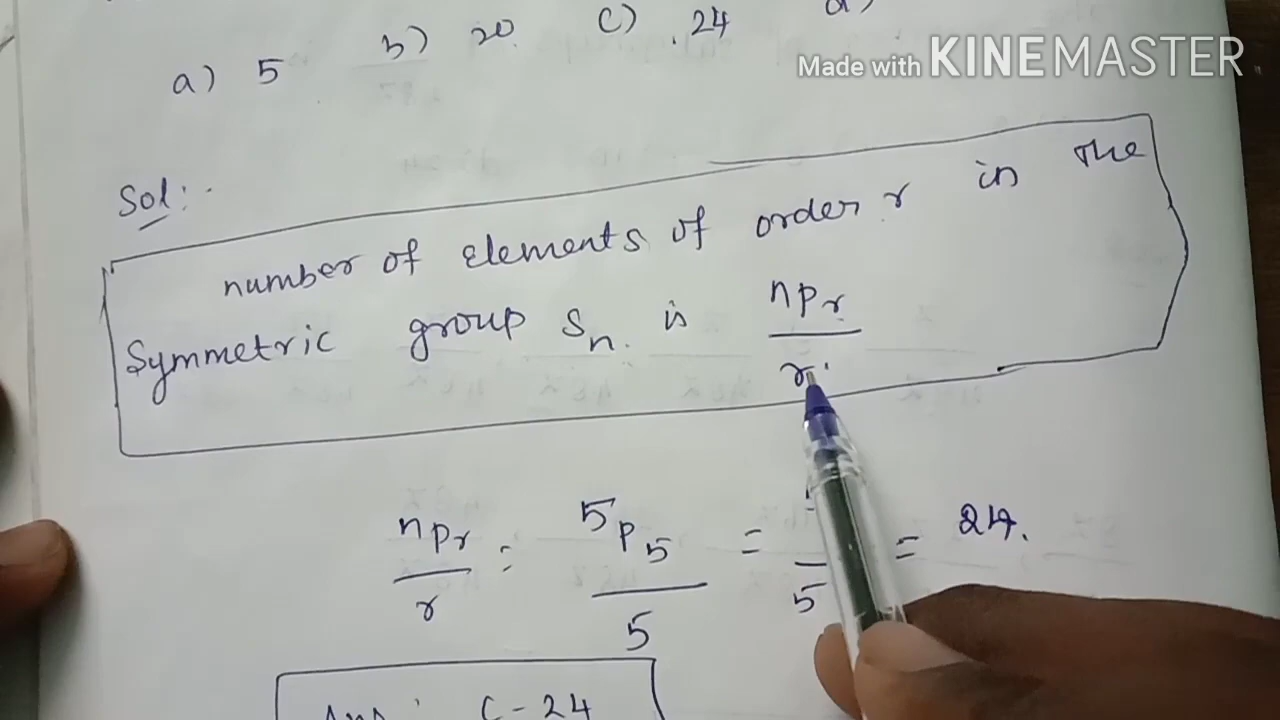 a) 5 b) 20 c) 24 d)
Made with KINEMASTER
Sol:-
number of elements of order r in the
Symmetric group Sn is nPr
r
nPr = 5P5 = = 24.
r 5 5
Ans: C-24